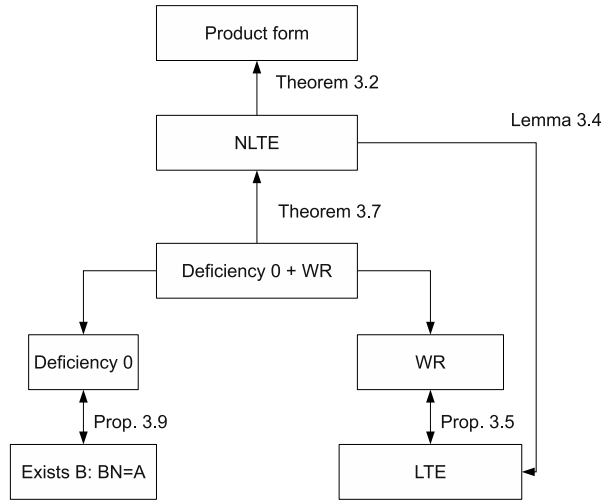 Product form
Theorem 3.2
Lemma 3.4
NLTE
Theorem 3.7
Deficiency 0 + WR
Deficiency 0
WR
Prop. 3.9
Prop. 3.5
Exists B: BN=A
LTE